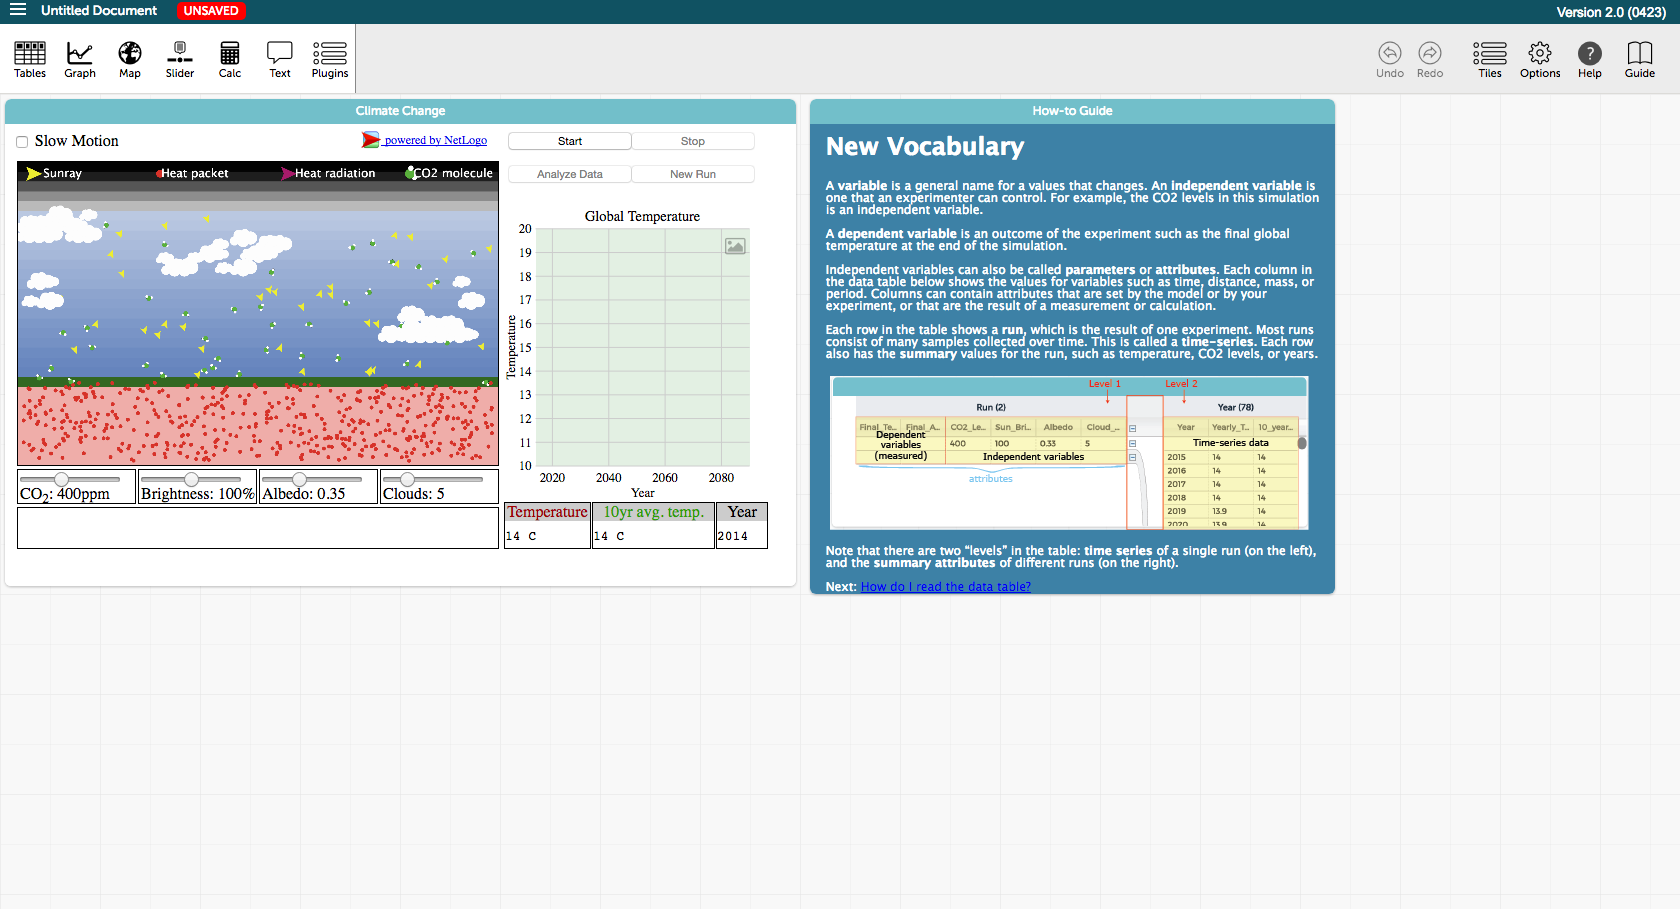 Untitled Document UNSAVED Version 2.0 (0423)
Tables Graph Map Slider Calc Text Plugins Undo Redo Tiles Options Help Guide
Climate Change
Slow Motion powered by NetLogo Start Stop
Analyze Data New Run
Sunray Heat packet Heat radiation CO2 molecule
Global Temperature
20
19
18
17
16
15
14
13
12
11
10
Temperature
2020 2040 2060 2080
Year
CO2: 400ppm Brightness: 100% Albedo: 0.35 Clouds: 5
Temperature 10yr avg. temp. Year
14 C 14 C 2014
How-to Guide
New Vocabulary
A variable is a general name for a values that changes. An independent variable is
one that an experimenter can control. For example, the CO2 levels in this simulation
is an independent variable.
A dependent variable is an outcome of the experiment such as the final global
temperature at the end of the simulation.
Independent variables can also be called parameters or attributes. Each column in
the data table below shows the values for variables such as time, distance, mass, or
period. Columns can contain attributes that are set by the model or by your
experiment, or that are the result of a measurement or calculation.
Each row in the table shows a run, which is the result of one experiment. Most runs
consist of many samples collected over time. This is called a time-series. Each row
also has the summary values for the run, such as temperature, CO2 levels, or years.
Level 1 Level 2
Run (2) Year (78)
Final_Te... Final_A... CO2_Le... Sun_Bri... Albedo Cloud_... Year Yearly_T... 10_year...
Dependent
variables 400 100 0.33 5 Time-series data
(measured) Independent variables 2015 14 14
attributes
2016 14 14
2017 14 14
2018 14 14
2019 13.9 14
2020 13.9 14
Note that there are two "levels" in the table: time series of a single run (on the left),
and the summary attributes of different runs (on the right).
Next: How do I read the data table?